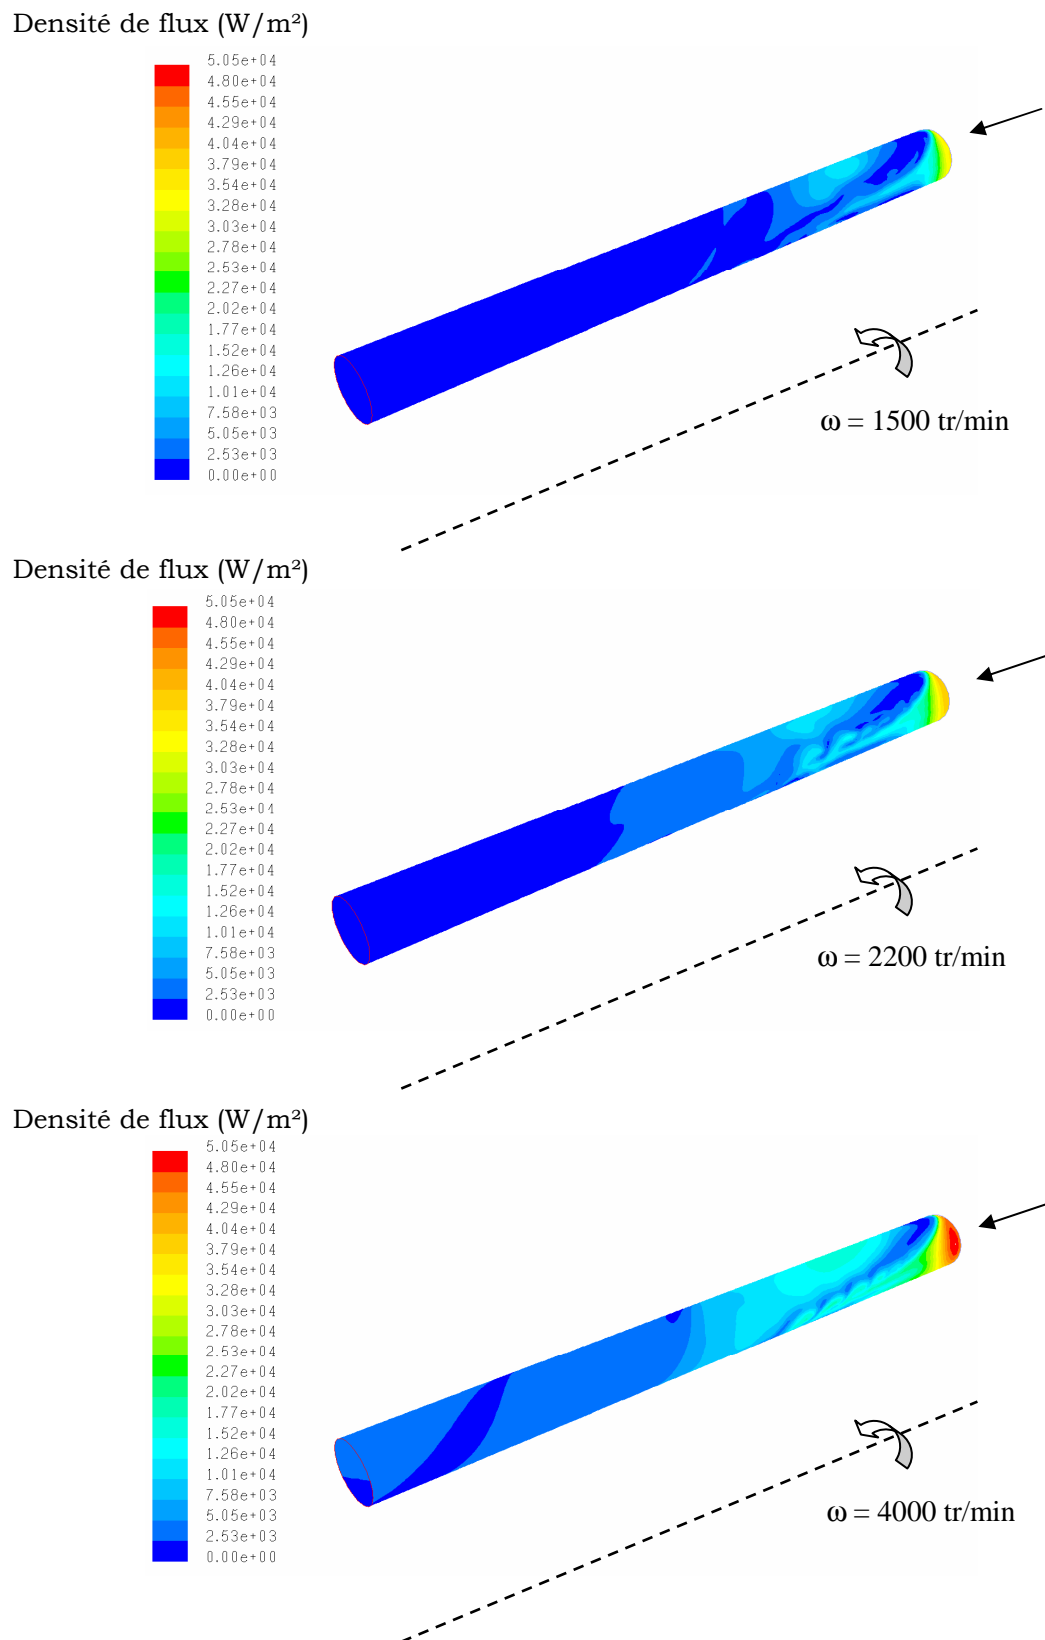 Densité de flux (W/m²)
5.05e+04
4.80e+04
4.55e+04
4.29e+04
4.04e+04
3.79e+04
3.54e+04
3.28e+04
3.03e+04
2.78e+04
2.53e+04
2.27e+04
2.02e+04
1.77e+04
1.52e+04
1.26e+04
1.01e+04
7.58e+03
5.05e+03
2.53e+03
0.00e+00
ω = 1500 tr/min
Densité de flux (W/m²)
5.05e+04
4.80e+04
4.55e+04
4.29e+04
4.04e+04
3.79e+04
3.54e+04
3.28e+04
3.03e+04
2.78e+04
2.53e+04
2.27e+04
2.02e+04
1.77e+04
1.52e+04
1.26e+04
1.01e+04
7.58e+03
5.05e+03
2.53e+03
0.00e+00
ω = 2200 tr/min
Densité de flux (W/m²)
5.05e+04
4.80e+04
4.55e+04
4.29e+04
4.04e+04
3.79e+04
3.54e+04
3.28e+04
3.03e+04
2.78e+04
2.53e+04
2.27e+04
2.02e+04
1.77e+04
1.52e+04
1.26e+04
1.01e+04
7.58e+03
5.05e+03
2.53e+03
0.00e+00
ω = 4000 tr/min